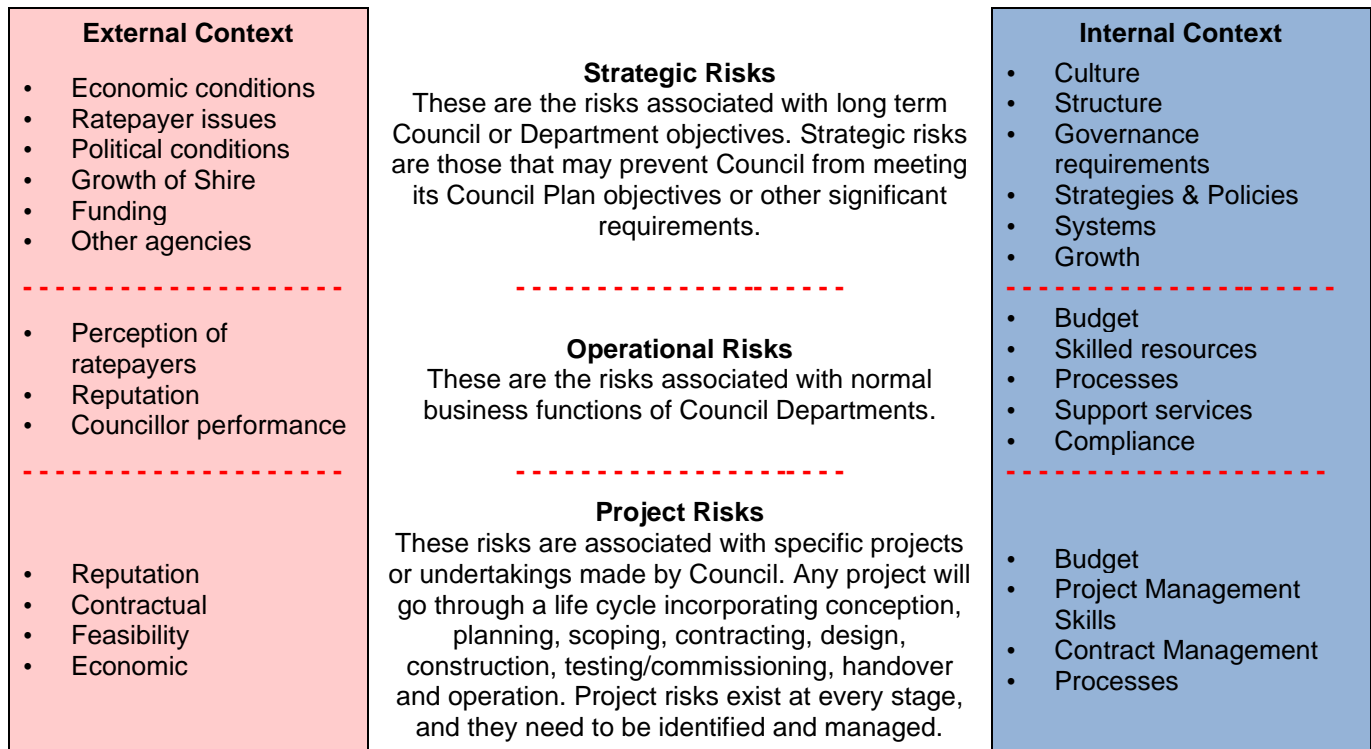 External Context
• Economic conditions
• Ratepayer issues
• Political conditions
• Growth of Shire
• Funding
• Other agencies
• Perception of
ratepayers
• Reputation
• Councillor performance
• Reputation
• Contractual
• Feasibility
• Economic
Strategic Risks
These are the risks associated with long term
Council or Department objectives. Strategic risks
are those that may prevent Council from meeting
its Council Plan objectives or other significant
requirements.
Operational Risks
These are the risks associated with normal
business functions of Council Departments.
Project Risks
These risks are associated with specific projects
or undertakings made by Council. Any project will
go through a life cycle incorporating conception,
planning, scoping, contracting, design,
construction, testing/commissioning, handover
and operation. Project risks exist at every stage,
and they need to be identified and managed.
Internal Context
• Culture
• Structure
• Governance
requirements
• Strategies & Policies
• Systems
• Growth
• Budget
• Skilled resources
• Processes
• Support services
• Compliance
• Budget
• Project Management
Skills
• Contract Management
• Processes